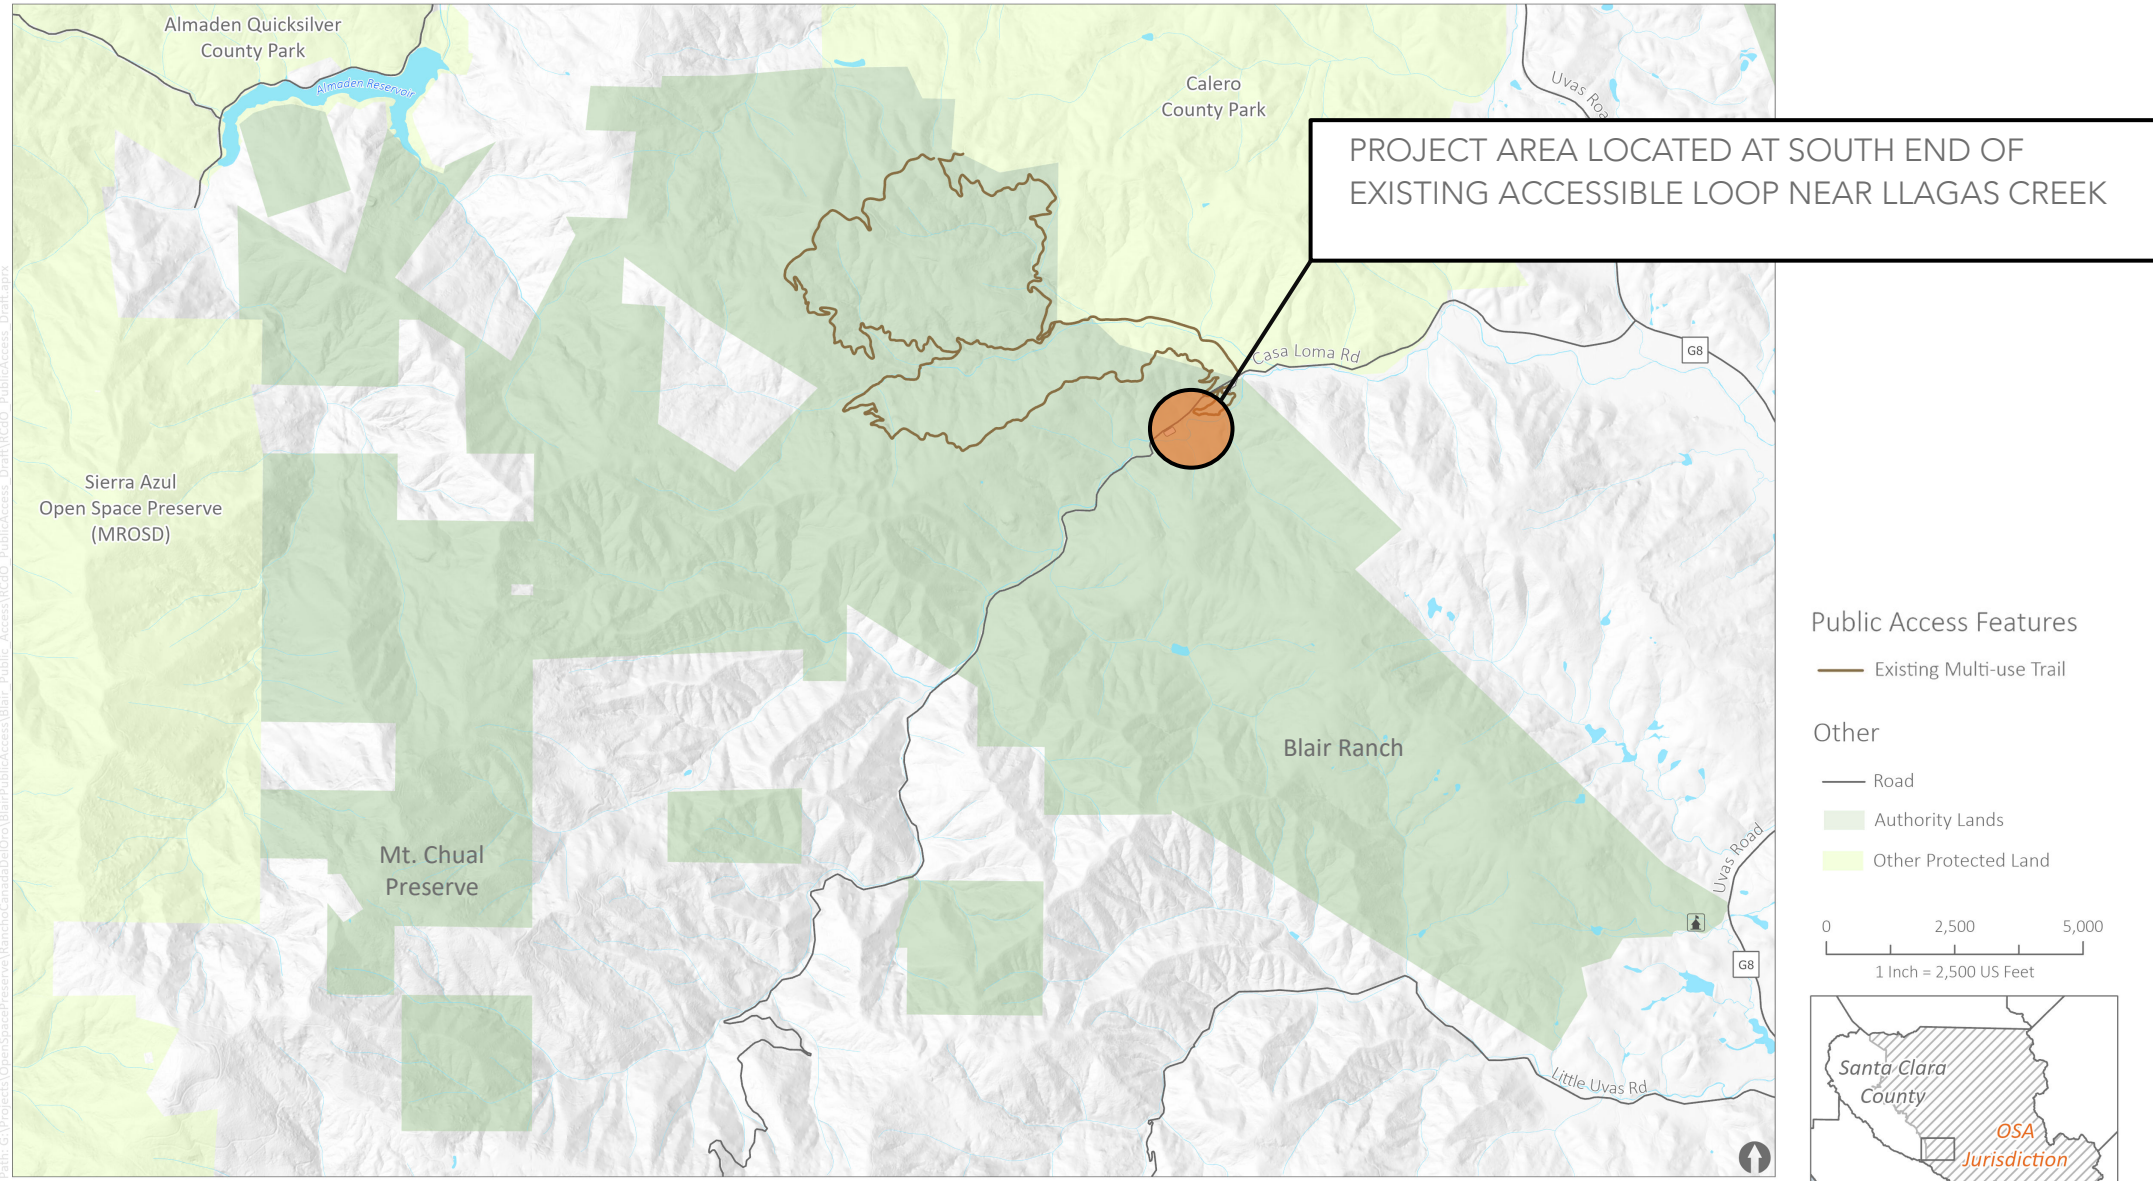 Almaden Quicksilver
County Park
Almaden Reservoir
Calero
County Park
Uvas Roa
PROJECT AREA LOCATED AT SOUTH END OF
EXISTING ACCESSIBLE LOOP NEAR LLAGAS CREEK
Casa Loma Rd
G8
Sierra Azul
Open Space Preserve
(MROSD)
Blair Ranch
Mt. Chual
Preserve
Uvas Road
G8
Little Uvas Rd
Public Access Features
Existing Multi-use Trail
Other
Road
Authority Lands
Other Protected Land
0 2,500 5,000
1 Inch = 2,500 US Feet
Santa Clara
County
OSA
Jurisdiction